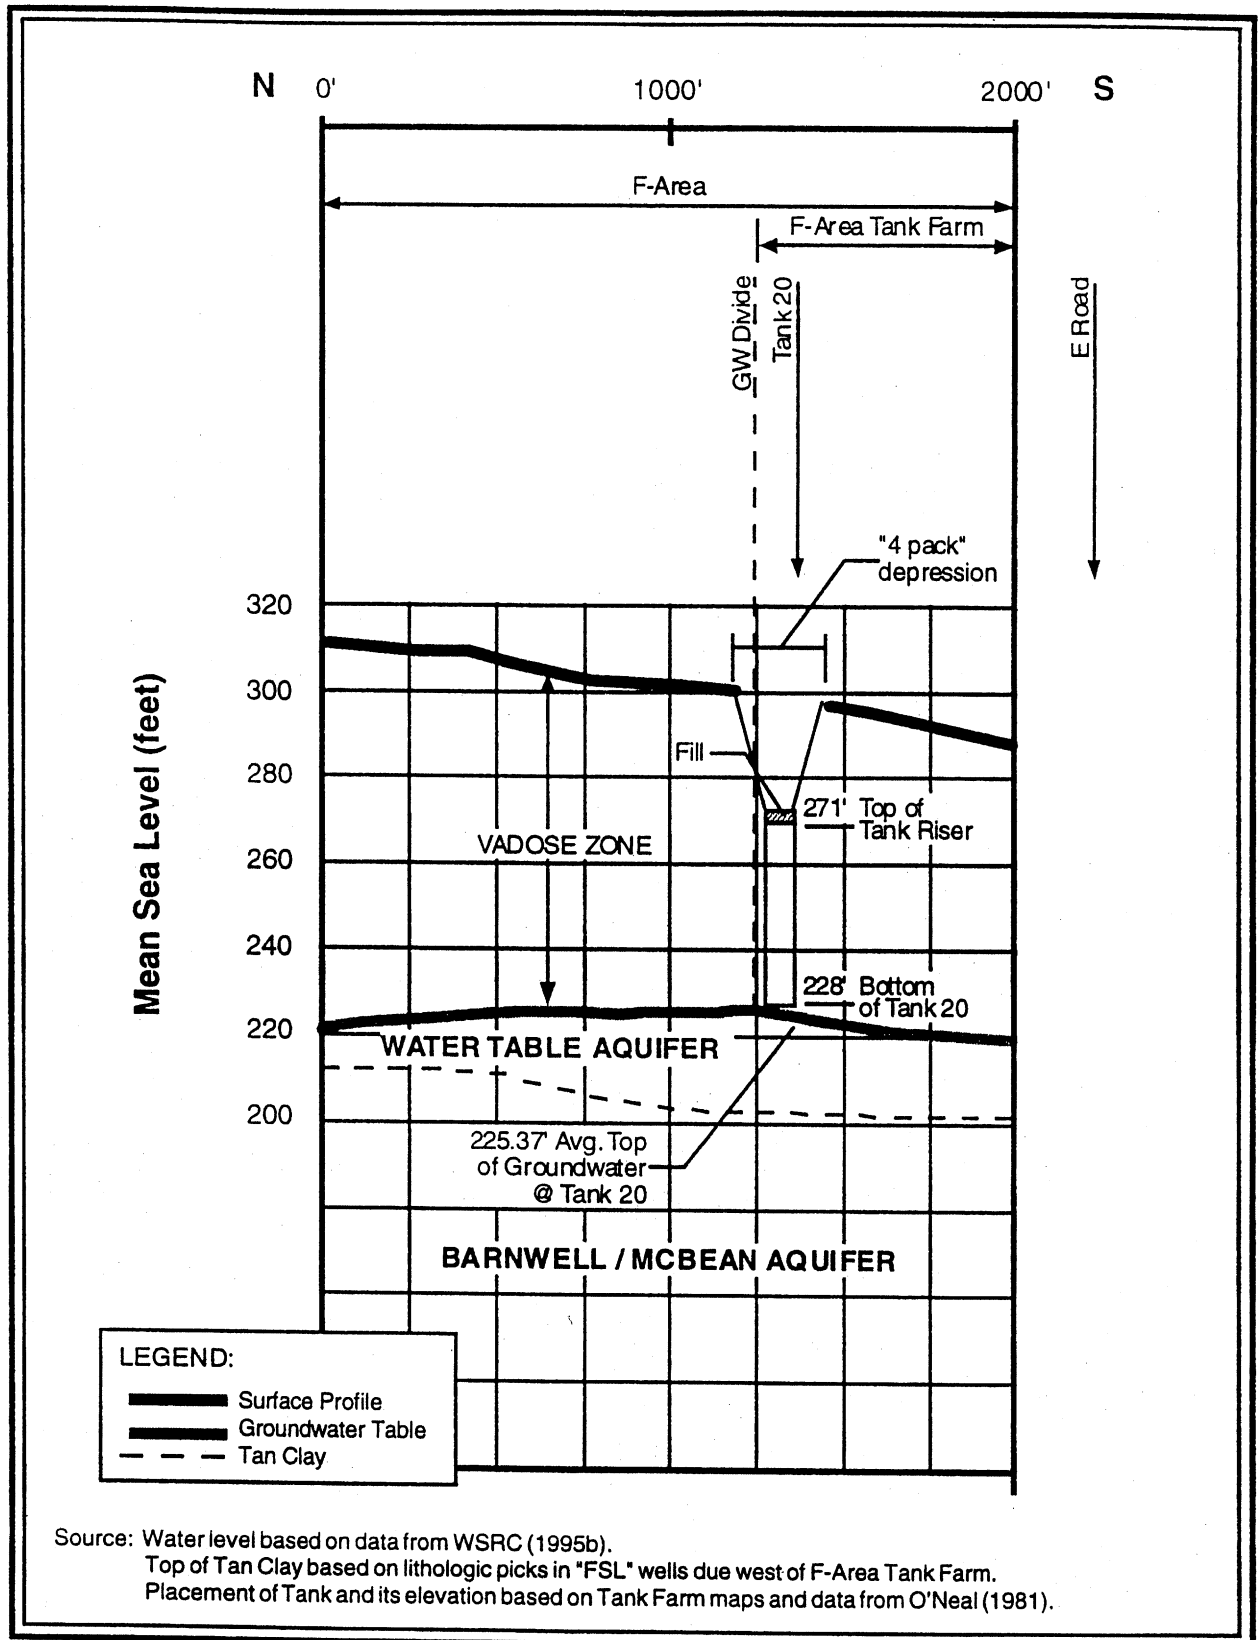 N 0' 1000' 2000' S
F-Area
F-Area Tank Farm
GW Divide
Tank 20
E Road
"4 pack"
depression
Mean Sea Level (feet)
320
300
280
260
240
220
200
Fill
271' Top of
Tank Riser
VADOSE ZONE
228' Bottom
of Tank 20
WATER TABLE AQUIFER
225.37' Avg. Top
of Groundwater
@ Tank 20
BARNWELL / MCBEAN AQUIFER
LEGEND:
Surface Profile
Groundwater Table
Tan Clay
Source: Water level based on data from WSRC (1995b).
Top of Tan Clay based on lithologic picks in "FSL" wells due west of F-Area Tank Farm.
Placement of Tank and its elevation based on Tank Farm maps and data from O'Neal (1981).